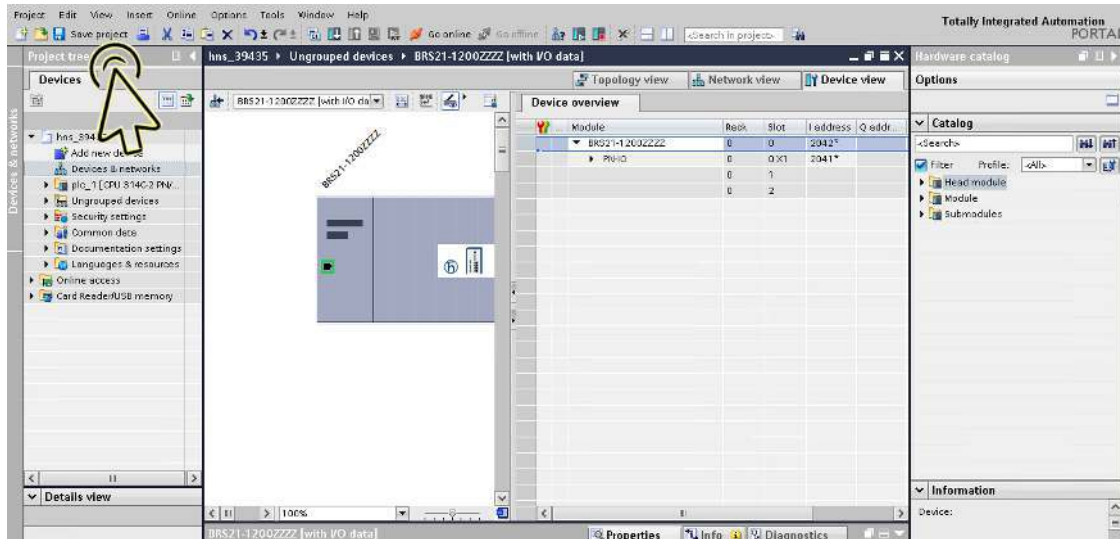 Project Edit View Insert Online Options Tools Window Help
Totally Integrated Automation
PORTAL
Save project Go online Go offline <Search in project>
Project tree
hns_39435 ▸ Ungrouped devices ▸ BRS21-1200ZZZZ [with I/O data]
Hardware catalog
Devices
Topology view Network view Device view
Options
BRS21-1200ZZZZ [with I/O da
Device overview
Module Rack Slot I address Q addr...
Catalog
BRS21-1200ZZZZ 0 0 2042*
<Search>
PN-IO 0 0 X1 2041*
Filter Profile: <All>
0 1
0 2
Head module
Module
Submodules
Add new
Devices & networks
plc_1 [CPU 314C-2 PN/...
Ungrouped devices
Security settings
Common data
Documentation settings
Languages & resources
Online access
Card Reader/USB memory
BRS21-1200ZZZZ
Devices & networks
Details view
100%
Information
Device:
BRS21-1200ZZZZ [with I/O data]
Properties Info Diagnostics